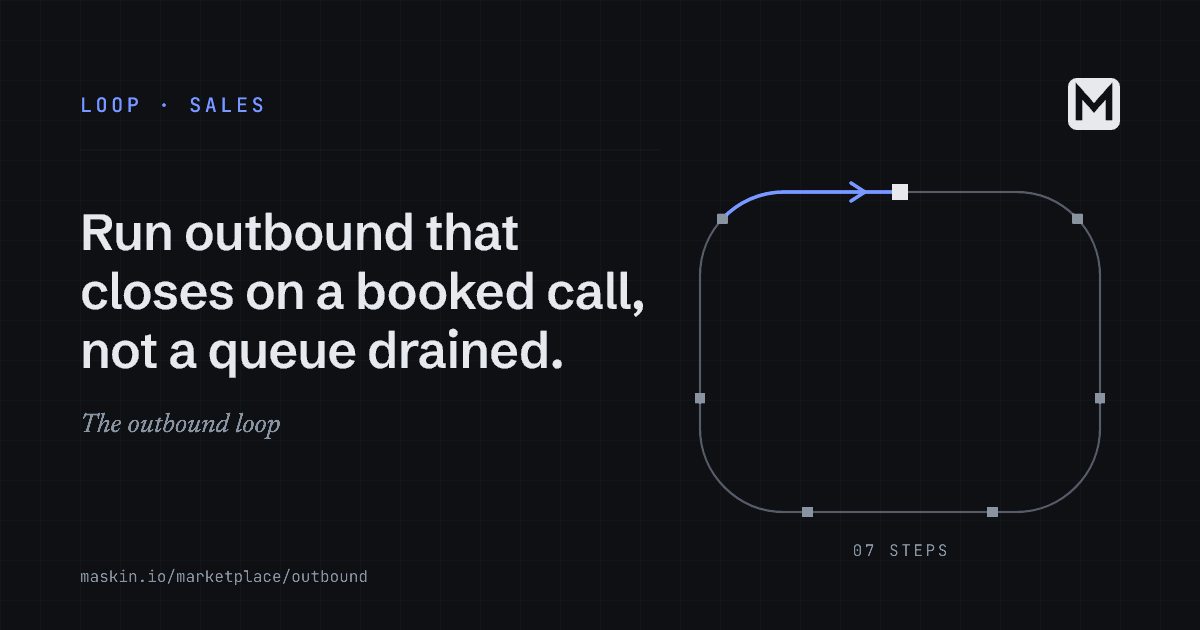 LOOP · SALES
M
Run outbound that
closes on a booked call,
not a queue drained.
The outbound loop
07 STEPS
maskin.io/marketplace/outbound